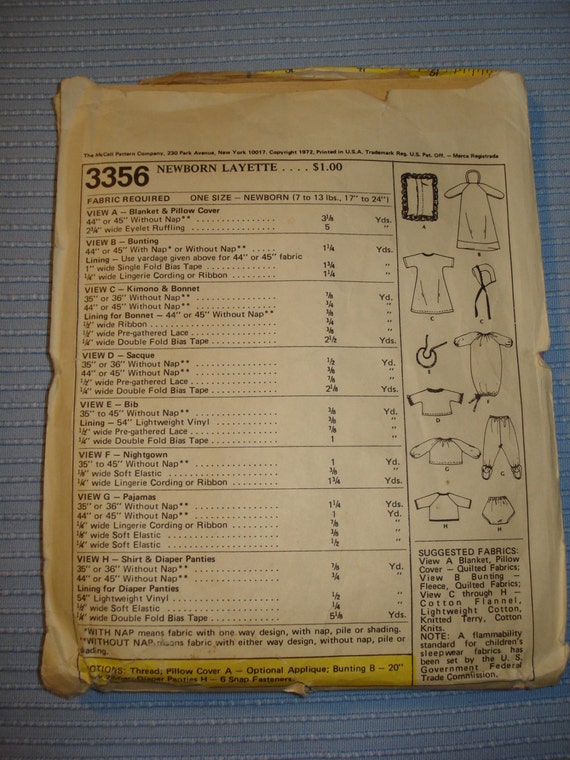 The McCall Pattern Company, 230 Park Avenue, New York 10017. Copyright 1972, Printed in U.S.A. Trademark Reg. U.S. Pat. Off. — Marca Registrada
3356 NEWBORN LAYETTE . . . . $1.00
FABRIC REQUIRED ONE SIZE – NEWBORN (7 to 13 lbs., 17" to 24")
VIEW A – Blanket & Pillow Cover
44" or 45" Without Nap** 3⅛ Yds.
2¼" wide Eyelet Ruffling 5 "
VIEW B – Bunting
44" or 45" With Nap* or Without Nap** 1¼ Yds.
Lining – Use yardage given above for 44" or 45" fabric
1" wide Single Fold Bias Tape 1¾ "
¼" wide Lingerie Cording or Ribbon 1¼ "
VIEW C – Kimono & Bonnet
35" or 36" Without Nap** ⅞ Yd.
44" or 45" Without Nap** ¾ "
Lining for Bonnet – 44" or 45" Without Nap** ⅜ "
½" wide Ribbon ¾ "
½" wide Pre-gathered Lace ⅜ "
¼" wide Double Fold Bias Tape 2½ Yds.
VIEW D – Sacque
35" or 36" Without Nap** ½ Yd.
44" or 45" Without Nap** ⅜ "
½" wide Pre-gathered Lace ⅞ "
¼" wide Double Fold Bias Tape 2⅛ Yds.
VIEW E – Bib
35" to 45" Without Nap** ⅜ Yd.
Lining – 54" Lightweight Vinyl ⅜ "
½" wide Pre-gathered Lace ⅞ "
¼" wide Double Fold Bias Tape 1 "
VIEW F – Nightgown
35" to 45" Without Nap** 1 Yd.
⅛" wide Soft Elastic ⅜ "
¼" wide Lingerie Cording or Ribbon 1¾ Yds.
VIEW G – Pajamas
35" or 36" Without Nap** 1¼ Yds.
44" or 45" Without Nap** 1 Yd.
¼" wide Lingerie Cording or Ribbon ⅞ "
⅛" wide Soft Elastic ⅜ "
¼" wide Soft Elastic ½ "
VIEW H – Shirt & Diaper Panties
35" or 36" Without Nap** ⅞ Yd.
44" or 45" Without Nap** ¾ "
Lining for Diaper Panties
54" Lightweight Vinyl ½ "
½" wide Soft Elastic ¼ "
¼" wide Double Fold Bias Tape 5⅛ Yds.
*WITH NAP means fabric with one way design, with nap, pile or shading.
**WITHOUT NAP means fabric with either way design, without nap, pile or
shading.
NOTIONS: Thread; Pillow Cover A – Optional Applique; Bunting B – 20"
Diaper Panties H – 6 Snap Fasteners.
A
B
C
C
E
F
D
G
G
H
H
SUGGESTED FABRICS:
View A Blanket, Pillow
Cover – Quilted Fabrics;
View B Bunting –
Fleece, Quilted Fabrics;
View C through H –
Cotton Flannel,
Lightweight Cotton,
Knitted Terry, Cotton
Knits.
NOTE: A flammability
standard for children's
sleepwear fabrics has
been set by the U.S.
Government Federal
Trade Commission.